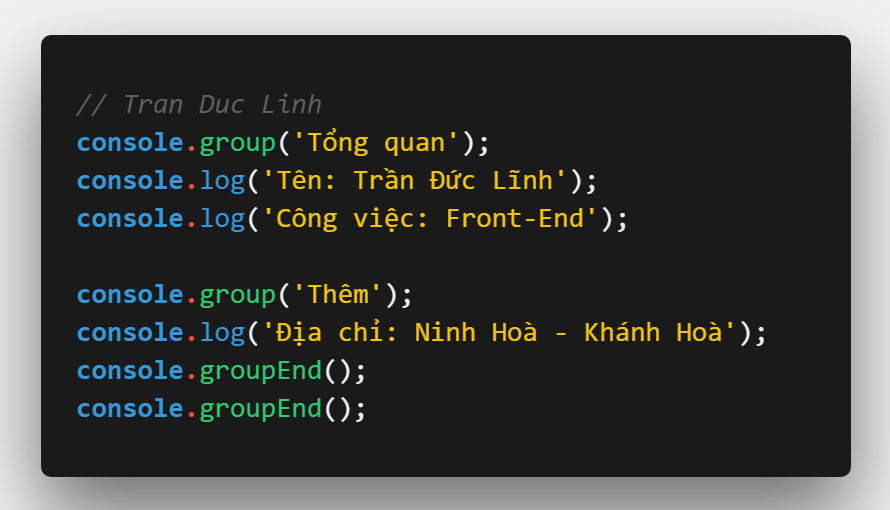 // Tran Duc Linh
console.group('Tổng quan');
console.log('Tên: Trần Đức Lĩnh');
console.log('Công việc: Front-End');
console.group('Thêm');
console.log('Địa chỉ: Ninh Hoà - Khánh Hoà');
console.groupEnd();
console.groupEnd();